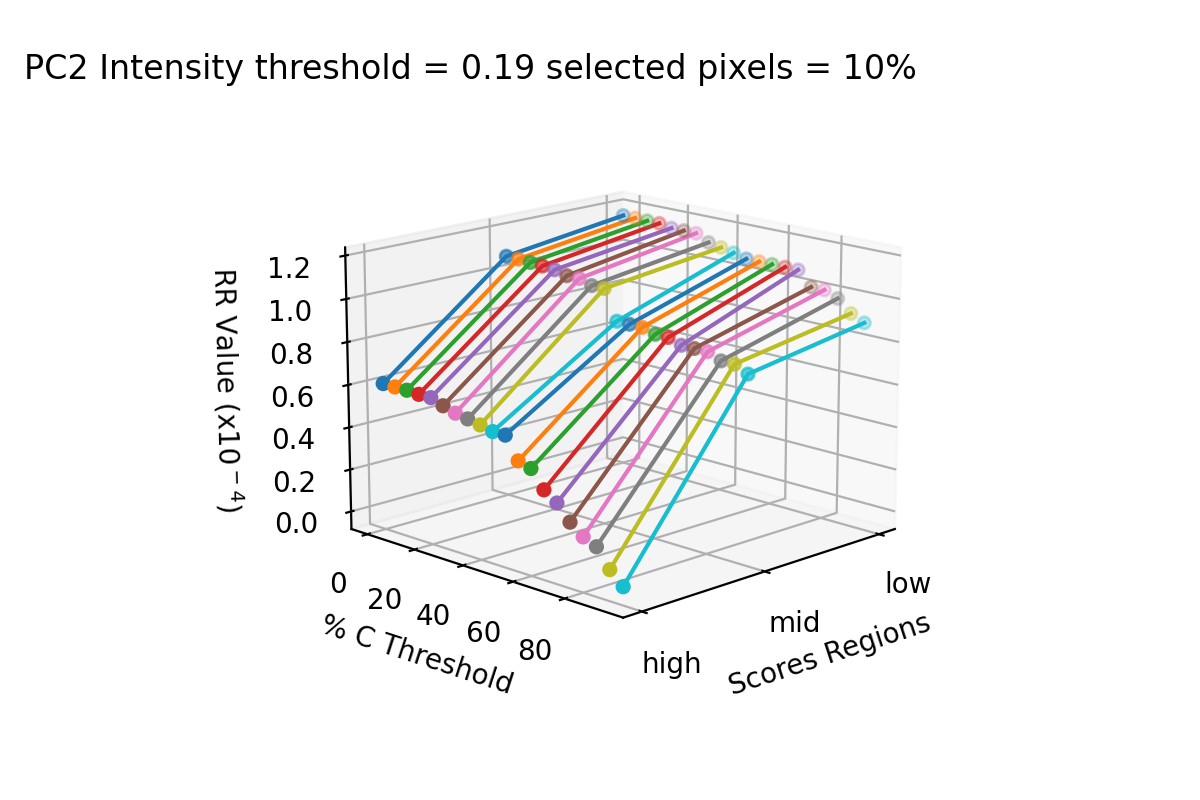 PC2 Intensity threshold = 0.19 selected pixels = 10%
RR Value (x10⁻⁴)
1.2
1.0
0.8
0.6
0.4
0.2
0.0
0
20
40
60
80
% C Threshold
high
mid
low
Scores Regions